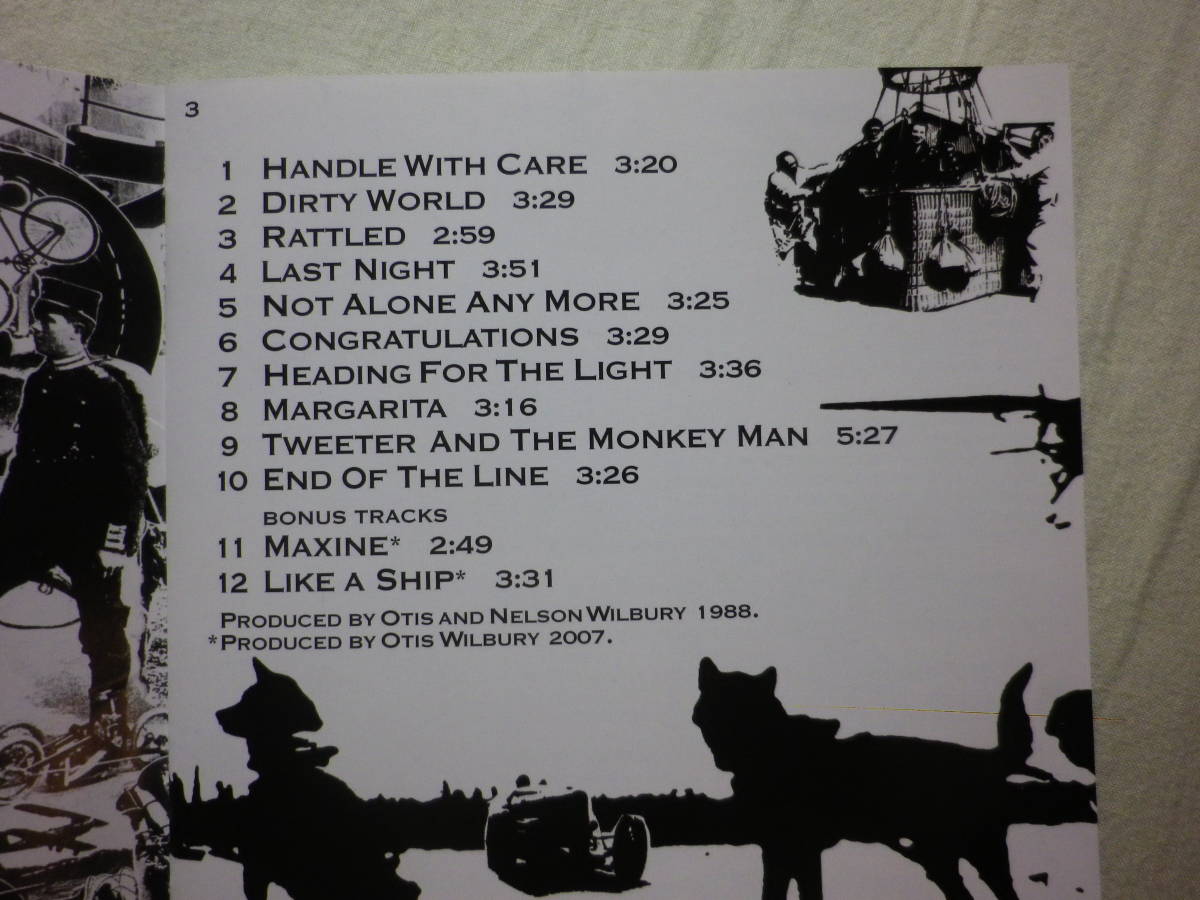 3
1 HANDLE WITH CARE 3:20
2 DIRTY WORLD 3:29
3 RATTLED 2:59
4 LAST NIGHT 3:51
5 NOT ALONE ANY MORE 3:25
6 CONGRATULATIONS 3:29
7 HEADING FOR THE LIGHT 3:36
8 MARGARITA 3:16
9 TWEETER AND THE MONKEY MAN 5:27
10 END OF THE LINE 3:26
BONUS TRACKS
11 MAXINE* 2:49
12 LIKE A SHIP* 3:31
PRODUCED BY OTIS AND NELSON WILBURY 1988.
*PRODUCED BY OTIS WILBURY 2007.